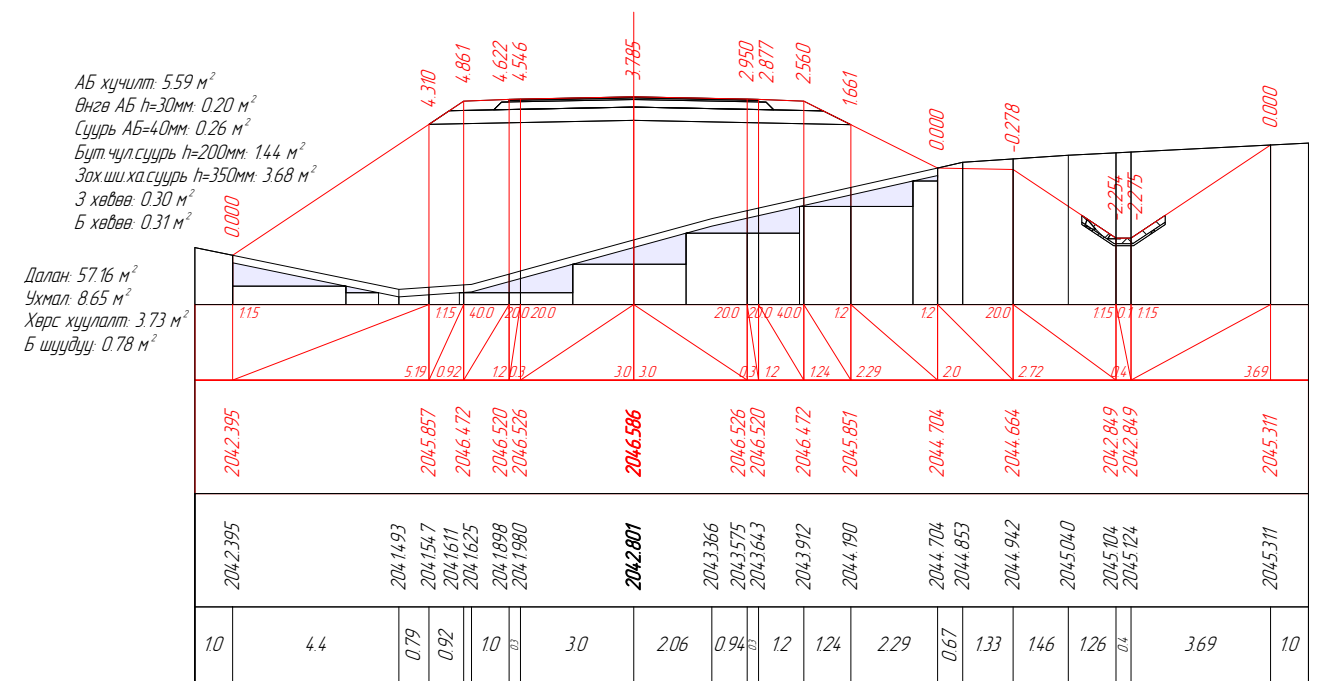 4.310
4.861
4.622
4.546
3.785
2.950
2.877
2.560
1.661
0.000
-0.278
-2.254
-2.275
0.000
АБ хучилт: 5.59 м²
Өнгө АБ h=30мм: 0.20 м²
Суурь АБ=40мм: 0.26 м²
Бут.чул.суурь h=200мм: 1.44 м²
Зох.ши.ха.суурь h=350мм: 3.68 м²
З хөвөө: 0.30 м²
Б хөвөө: 0.31 м²
0.000
Далан: 57.16 м²
Ухмал: 8.65 м²
Хөрс хуулалт: 3.73 м²
Б шуудуу: 0.78 м²
1:1.5 1:1.5 40.0 20.0 20.0 20.0 20.0 40.0 1:2 1:2 20.0 1:1.5 0.1 1:1.5
5.19 0.92 1.2 0.3 3.0 3.0 0.3 1.2 1.24 2.29 2.0 2.72 0.4 3.69
2042.395 2045.857 2046.472 2046.520 2046.526 2046.586 2046.526 2046.520 2046.472 2045.851 2044.704 2044.664 2042.849 2042.849 2045.311
2042.395 2041.493 2041.547 2041.611 2041.625 2041.898 2041.980 2042.801 2043.366 2043.575 2043.643 2043.912 2044.190 2044.704 2044.853 2044.942 2045.040 2045.104 2045.124 2045.311
1.0 4.4 0.79 0.92 1.0 0.3 3.0 2.06 0.94 0.3 1.2 1.24 2.29 0.67 1.33 1.46 1.26 0.4 3.69 1.0